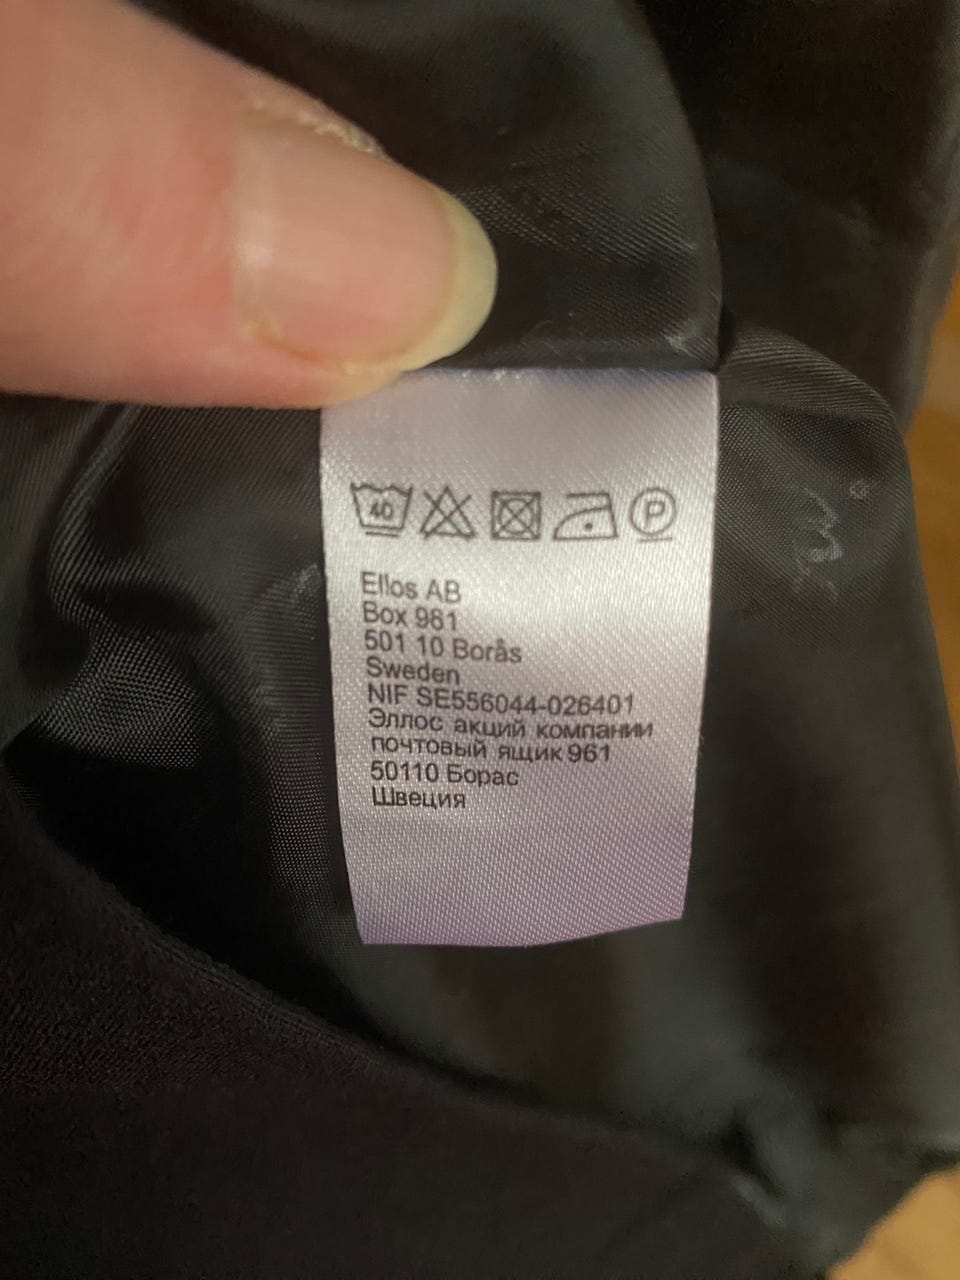 40 P
Ellos AB
Box 961
501 10 Borås
Sweden
NIF SE556044-026401
Эллос акций компании
почтовый ящик 961
50110 Борас
Швеция